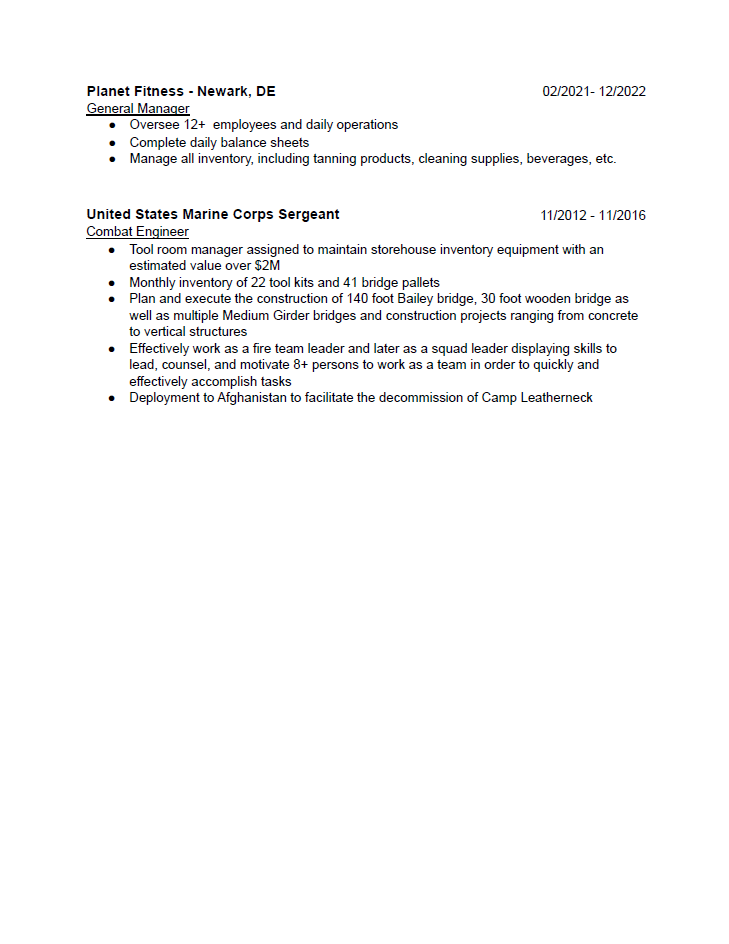 Planet Fitness - Newark, DE 02/2021- 12/2022
General Manager
● Oversee 12+  employees and daily operations
● Complete daily balance sheets
● Manage all inventory, including tanning products, cleaning supplies, beverages, etc.
United States Marine Corps Sergeant 11/2012 - 11/2016
Combat Engineer
● Tool room manager assigned to maintain storehouse inventory equipment with an
estimated value over $2M
● Monthly inventory of 22 tool kits and 41 bridge pallets
● Plan and execute the construction of 140 foot Bailey bridge, 30 foot wooden bridge as
well as multiple Medium Girder bridges and construction projects ranging from concrete
to vertical structures
● Effectively work as a fire team leader and later as a squad leader displaying skills to
lead, counsel, and motivate 8+ persons to work as a team in order to quickly and
effectively accomplish tasks
● Deployment to Afghanistan to facilitate the decommission of Camp Leatherneck